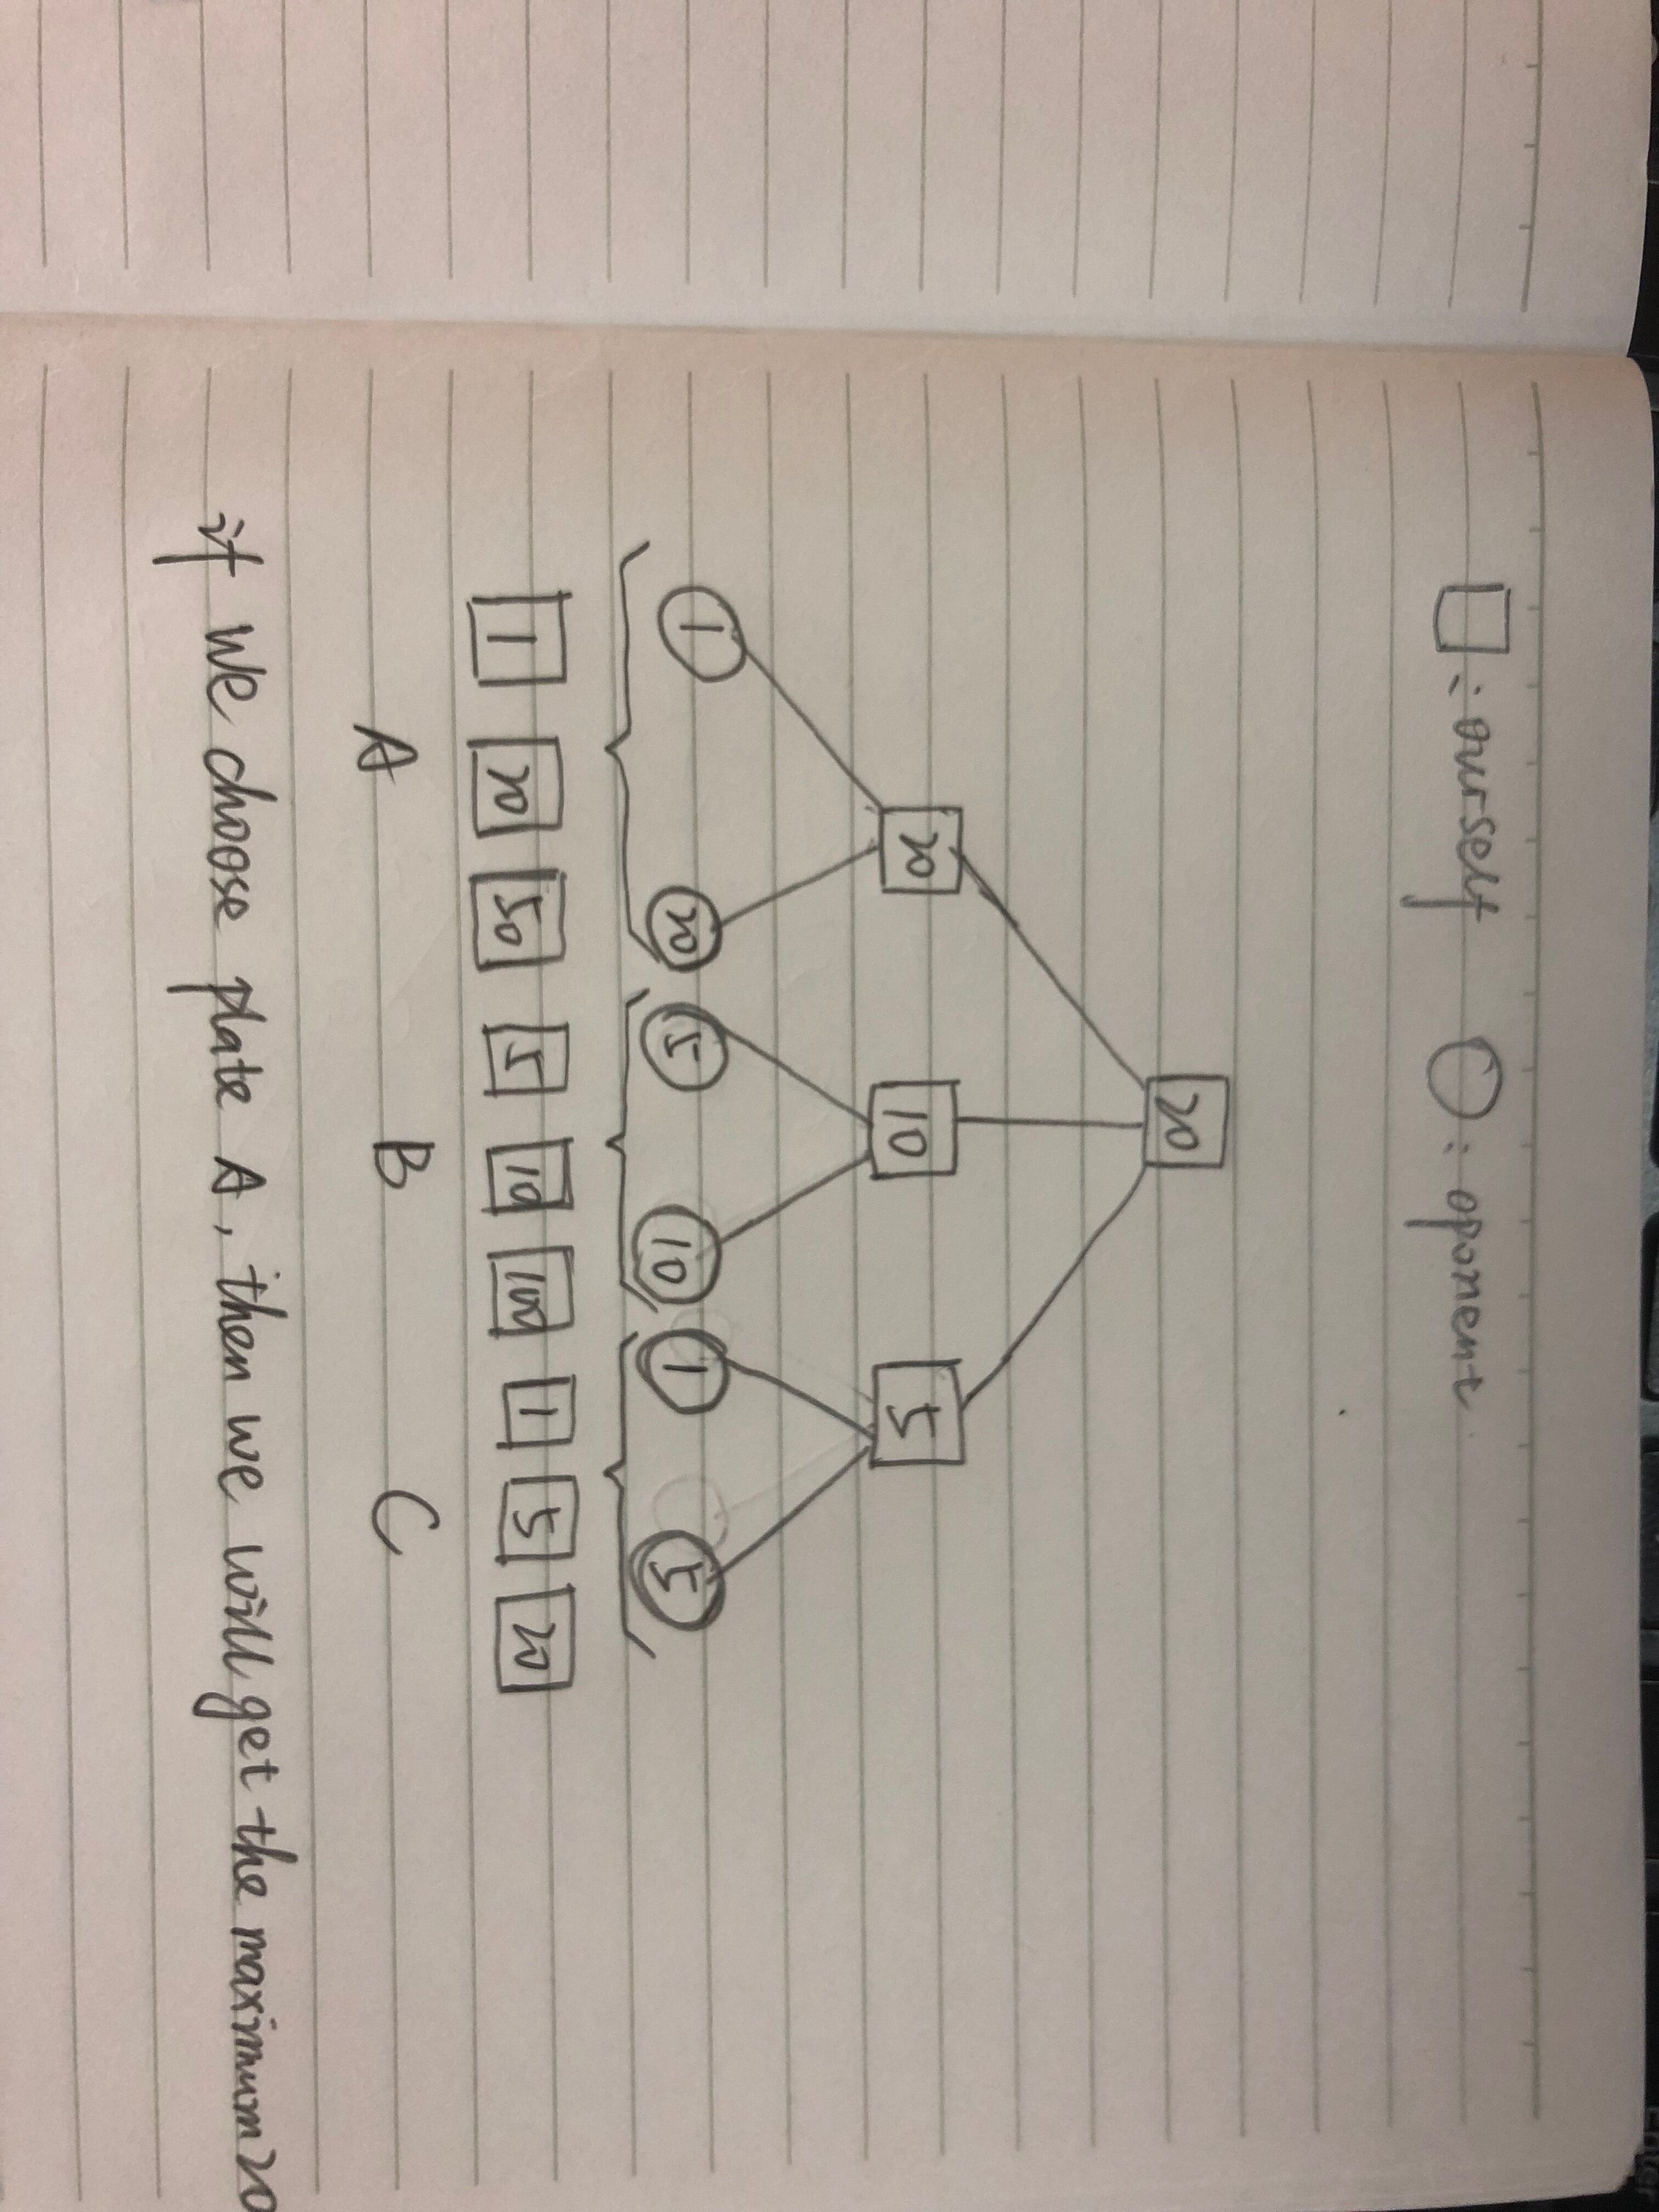 □: ourself ○: oponent
20
20 10 5
1 20 5 10 1 5
1 20 50 5 10 100 1 5 20
A B C
if we choose plate A, then we will get the maximum 20